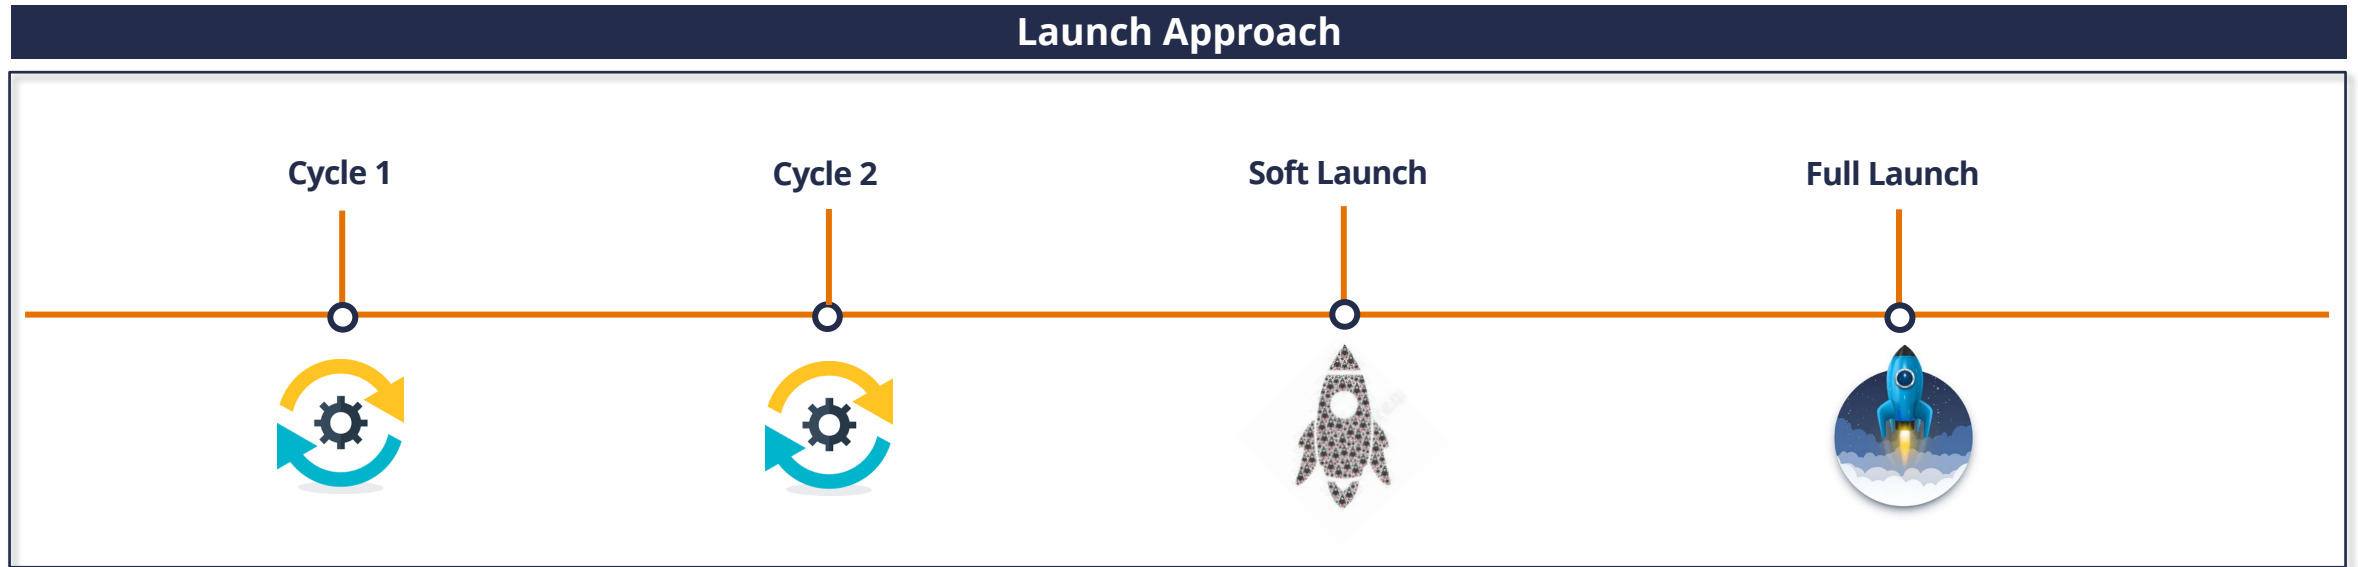 Launch Approach
Cycle 1
Cycle 2
Soft Launch
Full Launch